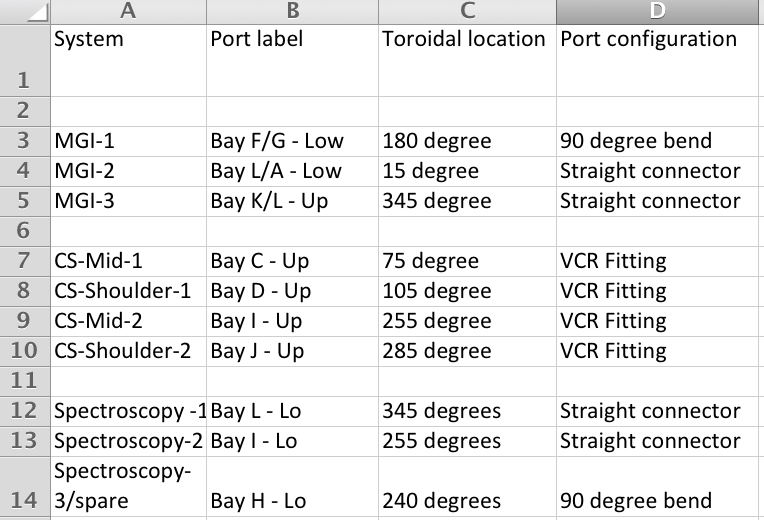 A B C D
1 System Port label Toroidal location Port configuration
2
3 MGI-1 Bay F/G - Low 180 degree 90 degree bend
4 MGI-2 Bay L/A - Low 15 degree Straight connector
5 MGI-3 Bay K/L - Up 345 degree Straight connector
6
7 CS-Mid-1 Bay C - Up 75 degree VCR Fitting
8 CS-Shoulder-1 Bay D - Up 105 degree VCR Fitting
9 CS-Mid-2 Bay I - Up 255 degree VCR Fitting
10 CS-Shoulder-2 Bay J - Up 285 degree VCR Fitting
11
12 Spectroscopy -1 Bay L - Lo 345 degrees Straight connector
13 Spectroscopy-2 Bay I - Lo 255 degrees Straight connector
Spectroscopy-
14 3/spare Bay H - Lo 240 degrees 90 degree bend